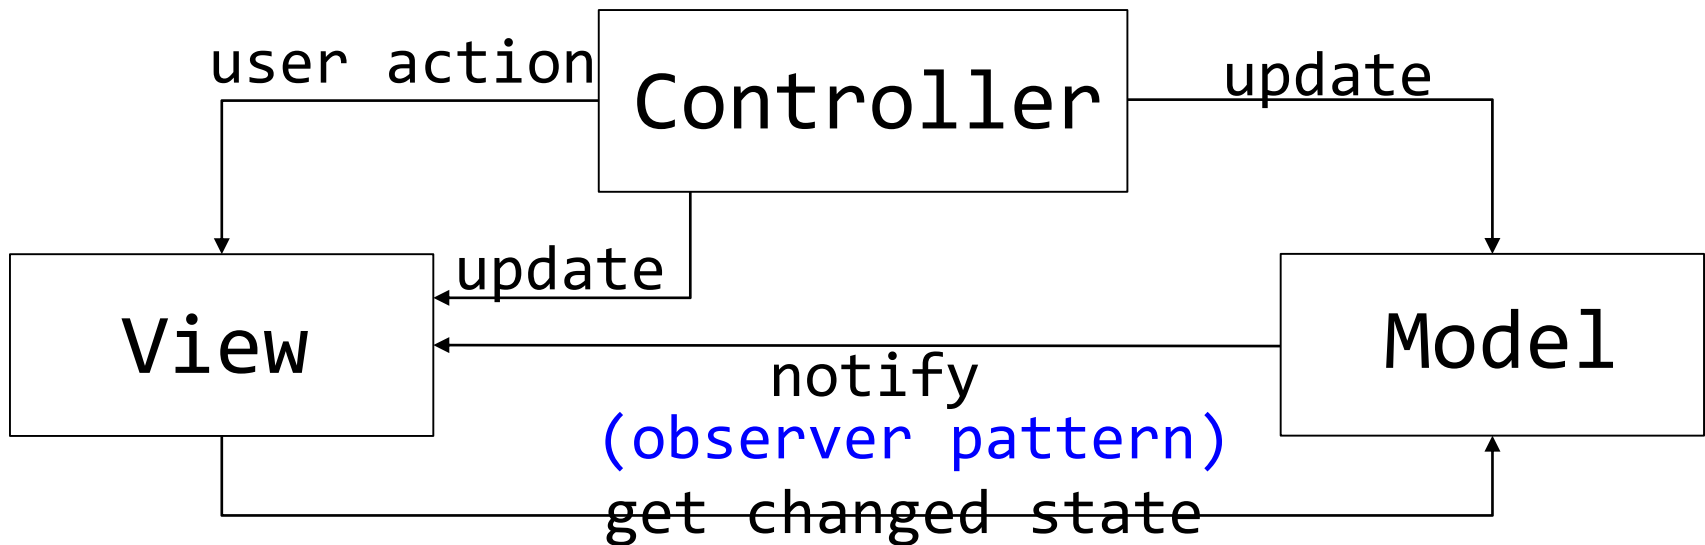 user action
Controller
update
update
View
Model
notify
(observer pattern)
get changed state